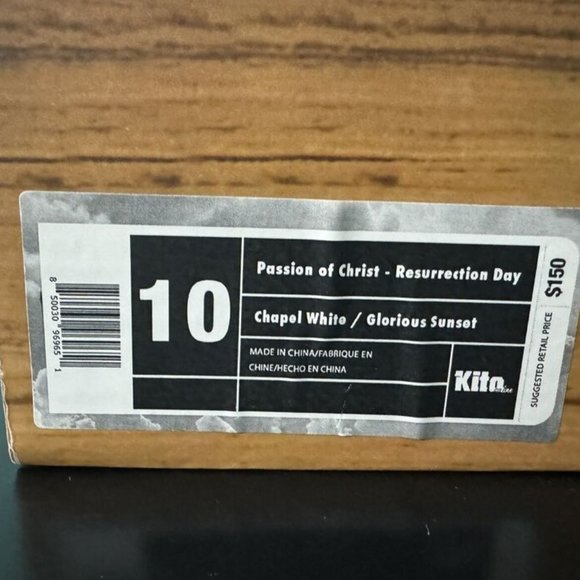 8 50030 96965 1
10
Passion of Christ - Resurrection Day
Chapel White / Glorious Sunset
MADE IN CHINA/FABRIQUE EN
CHINE/HECHO EN CHINA
Kito
SUGGESTED RETAIL PRICE
$150